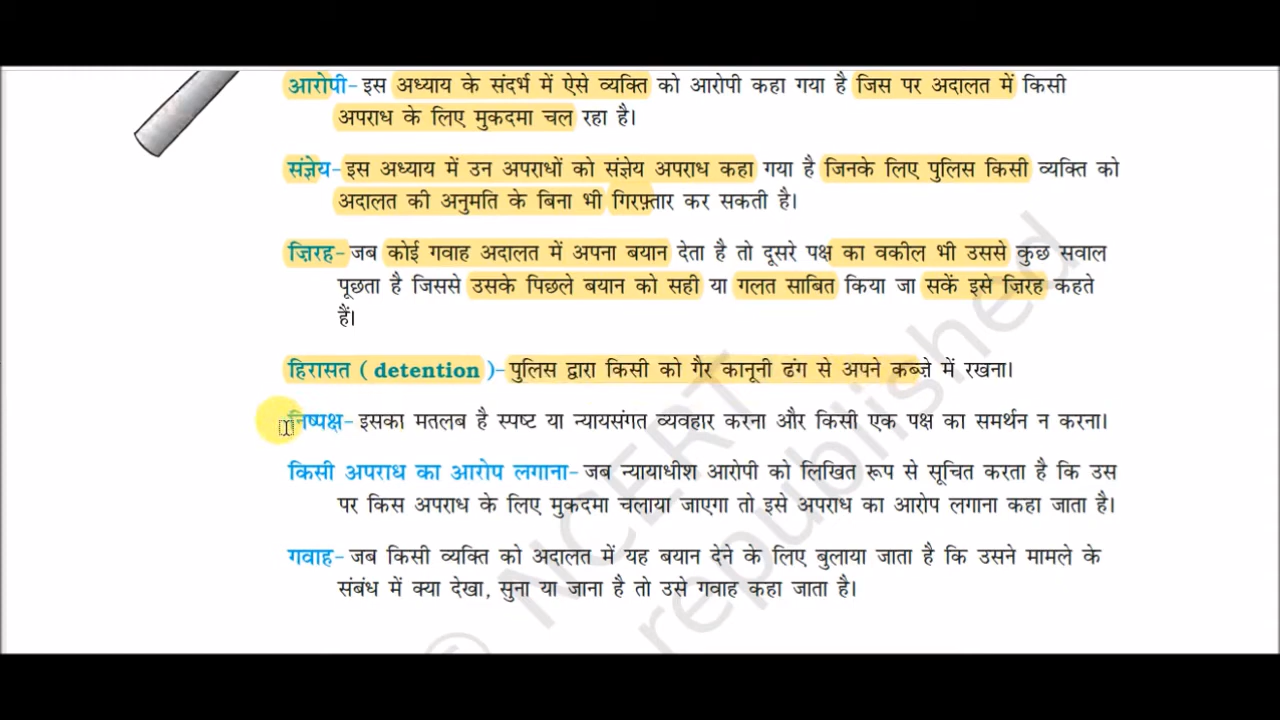 आरोपी- इस अध्याय के संदर्भ में ऐसे व्यक्ति को आरोपी कहा गया है जिस पर अदालत में किसी
अपराध के लिए मुकदमा चल रहा है।
संज्ञेय- इस अध्याय में उन अपराधों को संज्ञेय अपराध कहा गया है जिनके लिए पुलिस किसी व्यक्ति को
अदालत की अनुमति के बिना भी गिरफ़्तार कर सकती है।
ज़िरह- जब कोई गवाह अदालत में अपना बयान देता है तो दूसरे पक्ष का वकील भी उससे कुछ सवाल
पूछता है जिससे उसके पिछले बयान को सही या गलत साबित किया जा सकें इसे ज़िरह कहते
हैं।
हिरासत ( detention )- पुलिस द्वारा किसी को गैर कानूनी ढंग से अपने कब्ज़े में रखना।
निष्पक्ष- इसका मतलब है स्पष्ट या न्यायसंगत व्यवहार करना और किसी एक पक्ष का समर्थन न करना।
किसी अपराध का आरोप लगाना- जब न्यायाधीश आरोपी को लिखित रूप से सूचित करता है कि उस
पर किस अपराध के लिए मुकदमा चलाया जाएगा तो इसे अपराध का आरोप लगाना कहा जाता है।
गवाह- जब किसी व्यक्ति को अदालत में यह बयान देने के लिए बुलाया जाता है कि उसने मामले के
संबंध में क्या देखा, सुना या जाना है तो उसे गवाह कहा जाता है।
© NCERT
republished